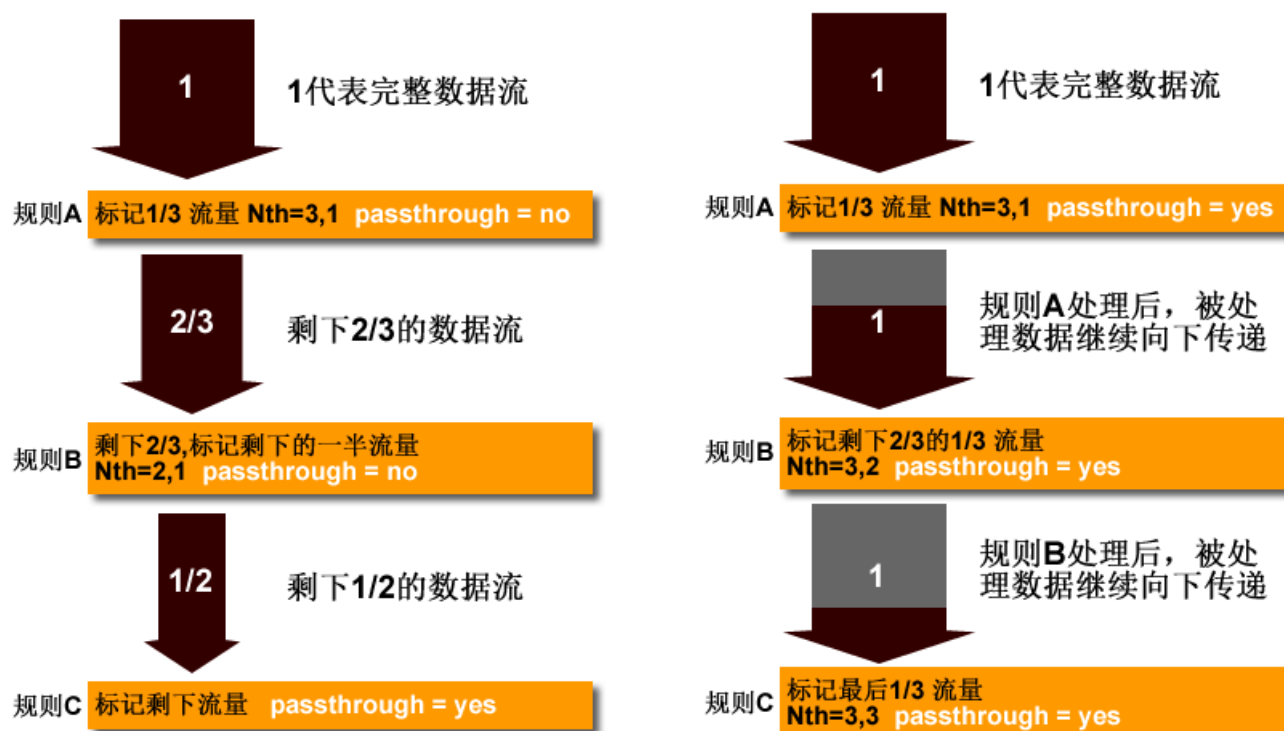 1
1代表完整数据流
规则A
标记1/3 流量 Nth=3,1 passthrough = no
2/3
剩下2/3的数据流
规则B
剩下2/3,标记剩下的一半流量
Nth=2,1 passthrough = no
1/2
剩下1/2的数据流
规则C
标记剩下流量 passthrough = yes
1
1代表完整数据流
规则A
标记1/3 流量 Nth=3,1 passthrough = yes
1
规则A处理后，被处
理数据继续向下传递
规则B
标记剩下2/3的1/3 流量
Nth=3,2 passthrough = yes
1
规则B处理后，被处
理数据继续向下传递
规则C
标记最后1/3 流量
Nth=3,3 passthrough = yes